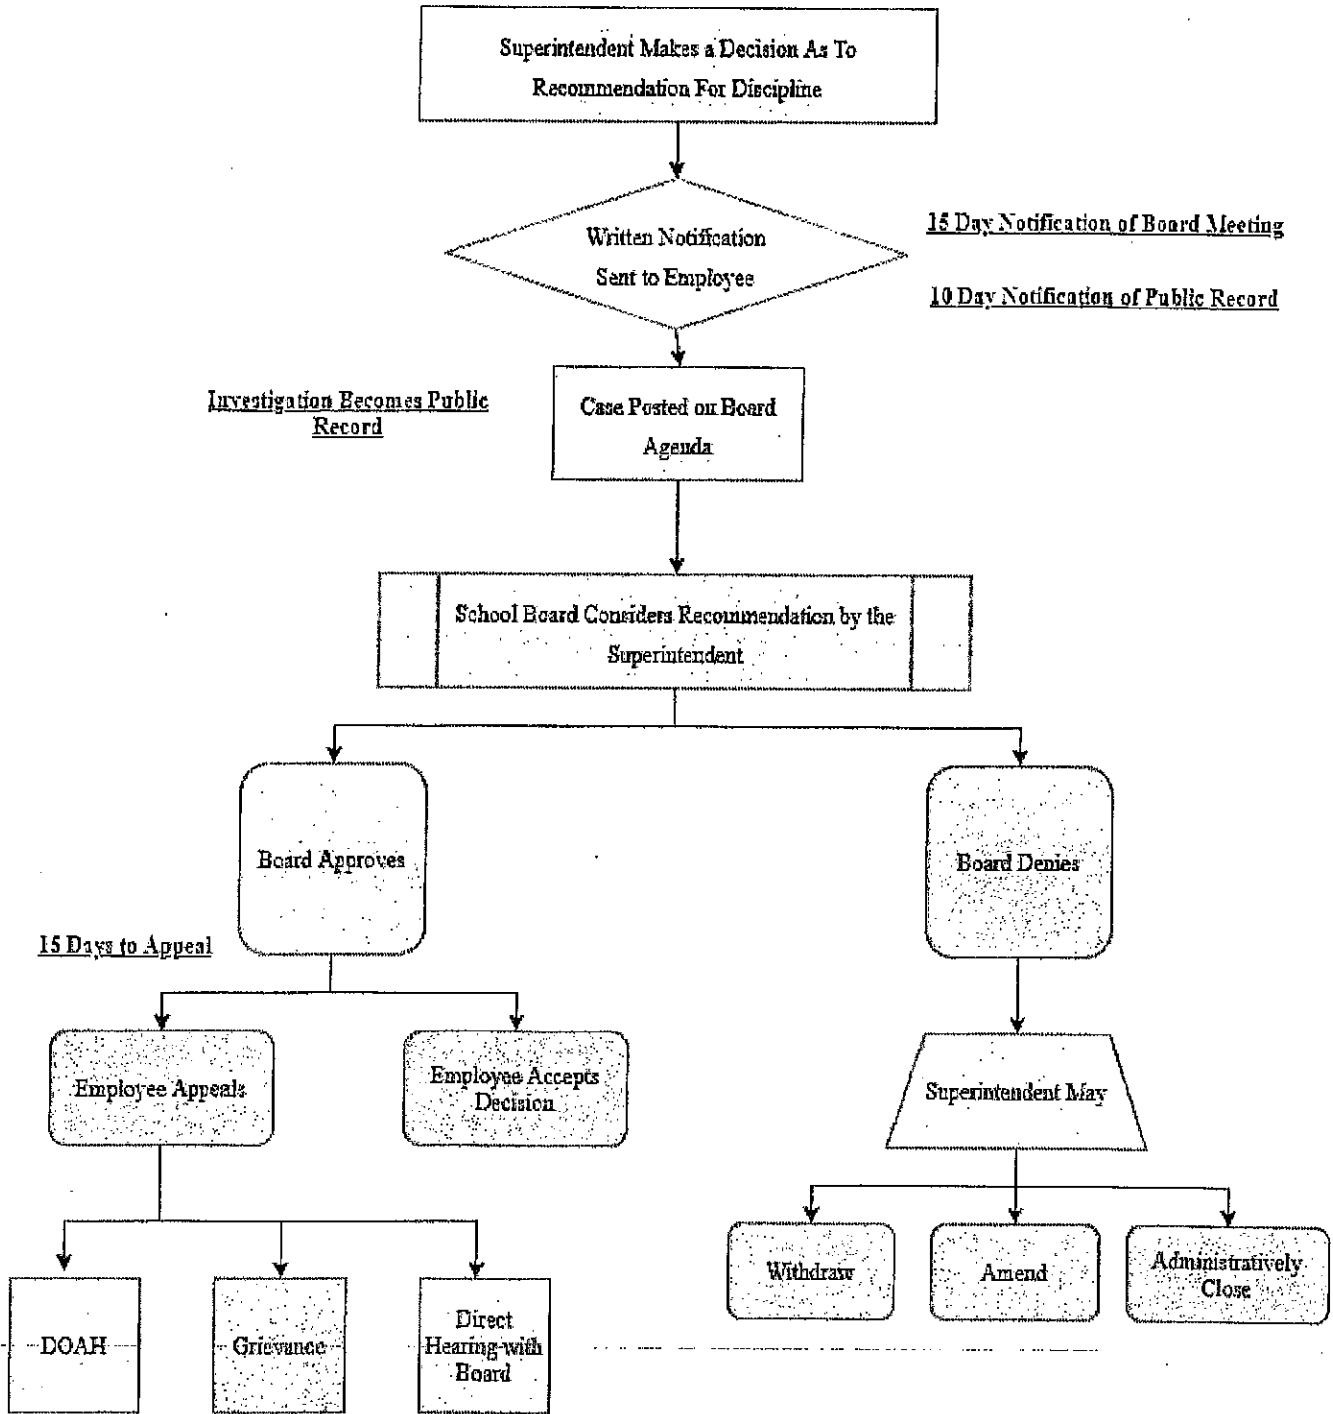 Superintendent Makes a Decision As To
Recommendation For Discipline
Written Notification
Sent to Employee
15 Day Notification of Board Meeting
10 Day Notification of Public Record
Investigation Becomes Public
Record
Case Posted on Board
Agenda
School Board Considers Recommendation by the
Superintendent
Board Approves
Board Denies
15 Days to Appeal
Employee Appeals
Employee Accepts
Decision
Superintendent May
Withdraw
Amend
Administratively
Close
DOAH
Grievance
Direct
Hearing with
Board